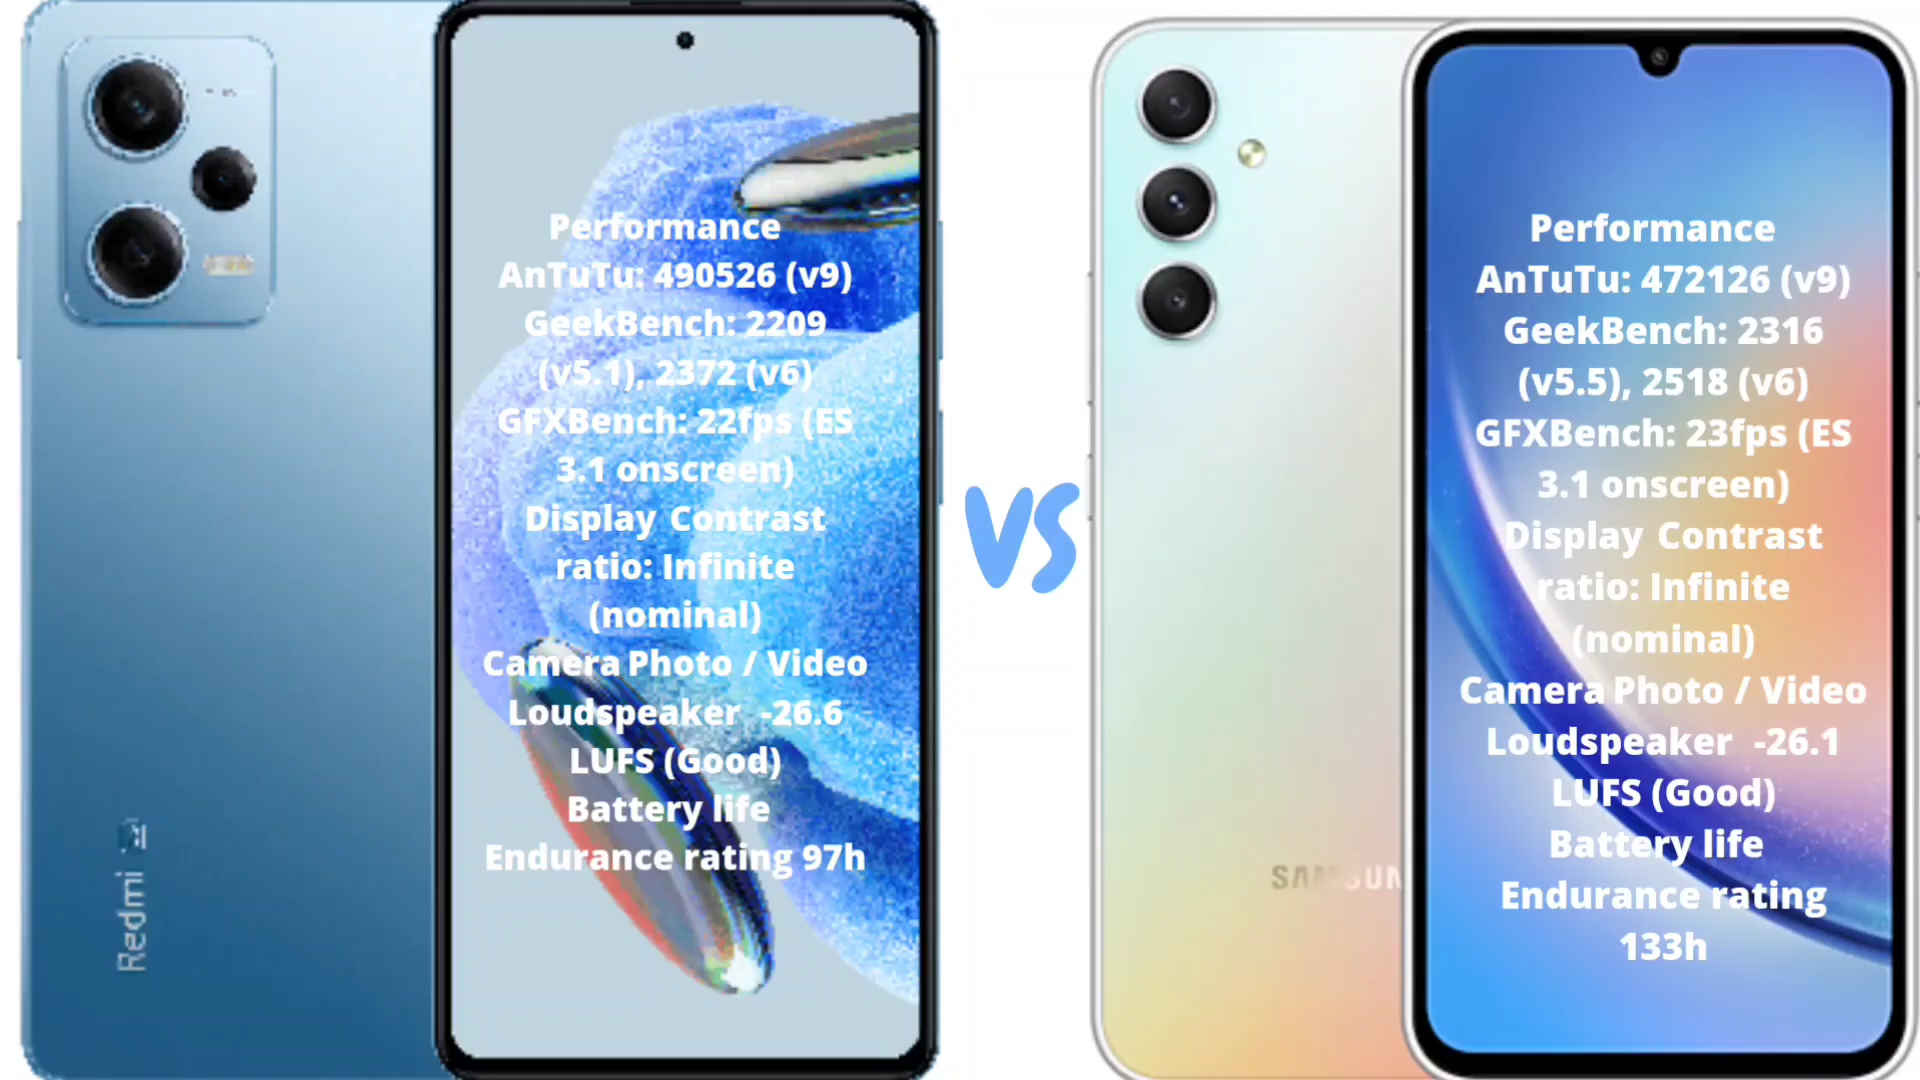 Performance
AnTuTu: 490526 (v9)
GeekBench: 2209
(v5.1), 2372 (v6)
GFXBench: 22fps (ES
3.1 onscreen)
Display Contrast
ratio: Infinite
(nominal)
Camera Photo / Video
Loudspeaker -26.6
LUFS (Good)
Battery life
Endurance rating 97h
Redmi
VS
Performance
AnTuTu: 472126 (v9)
GeekBench: 2316
(v5.5), 2518 (v6)
GFXBench: 23fps (ES
3.1 onscreen)
Display Contrast
ratio: Infinite
(nominal)
Camera Photo / Video
Loudspeaker -26.1
LUFS (Good)
Battery life
Endurance rating
133h
SAMSUN